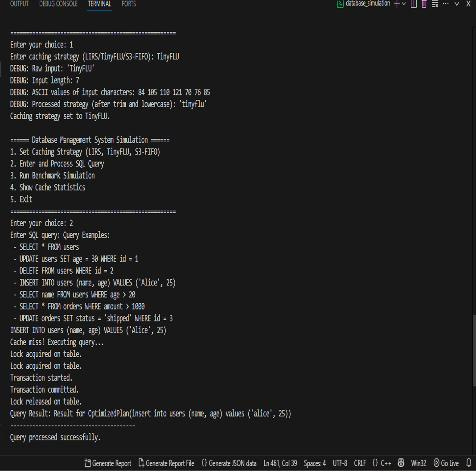 OUTPUT DEBUG CONSOLE TERMINAL PORTS database_simulation
==============================================
Enter your choice: 1
Enter caching strategy (LIRS/TinyFLU/S3-FIFO): TinyFLU
DEBUG: Raw input: 'TinyFLU'
DEBUG: Input length: 7
DEBUG: ASCII values of input characters: 84 105 110 121 70 76 85
DEBUG: Processed strategy (after trim and lowercase): 'tinyflu'
Caching strategy set to TinyFLU.
====== Database Management System Simulation ======
1. Set Caching Strategy (LIRS, TinyFLU, S3-FIFO)
2. Enter and Process SQL Query
3. Run Benchmark Simulation
4. Show Cache Statistics
5. Exit
==============================================
Enter your choice: 2
Enter SQL query: Query Examples:
- SELECT * FROM users
- UPDATE users SET age = 30 WHERE id = 1
- DELETE FROM users WHERE id = 2
- INSERT INTO users (name, age) VALUES ('Alice', 25)
- SELECT name FROM users WHERE age > 20
- SELECT * FROM orders WHERE amount > 1000
- UPDATE orders SET status = 'shipped' WHERE id = 3
INSERT INTO users (name, age) VALUES ('Alice', 25)
Cache miss! Executing query...
Lock acquired on table.
Lock acquired on table.
Transaction started.
Transaction committed.
Lock released on table.
Query Result: Result for OptimizedPlan(insert into users (name, age) values ('alice', 25))
----------------------------------------
Query processed successfully.
Generate Report Generate Report File {} Generate JSON data Ln 461, Col 39 Spaces: 4 UTF-8 CRLF {} C++ Win32 Go Live